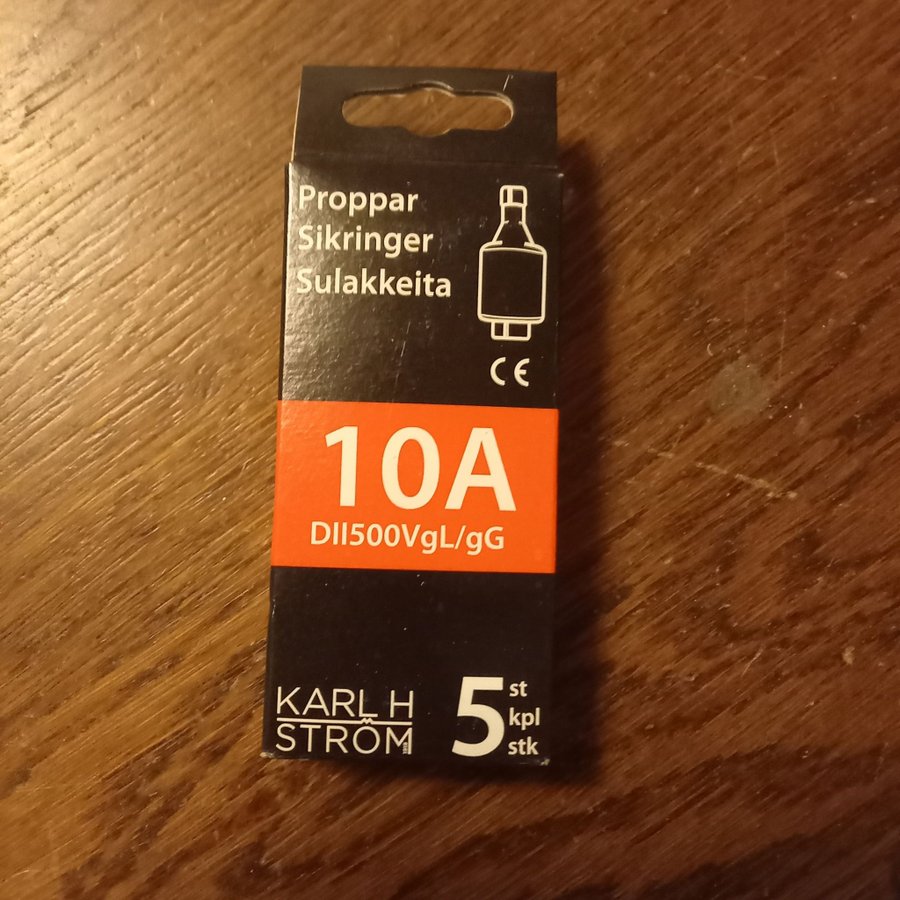 Proppar
Sikringer
Sulakkeita
CE
10A
DII500VgL/gG
KARL H
STRÖM
5 st
kpl
stk